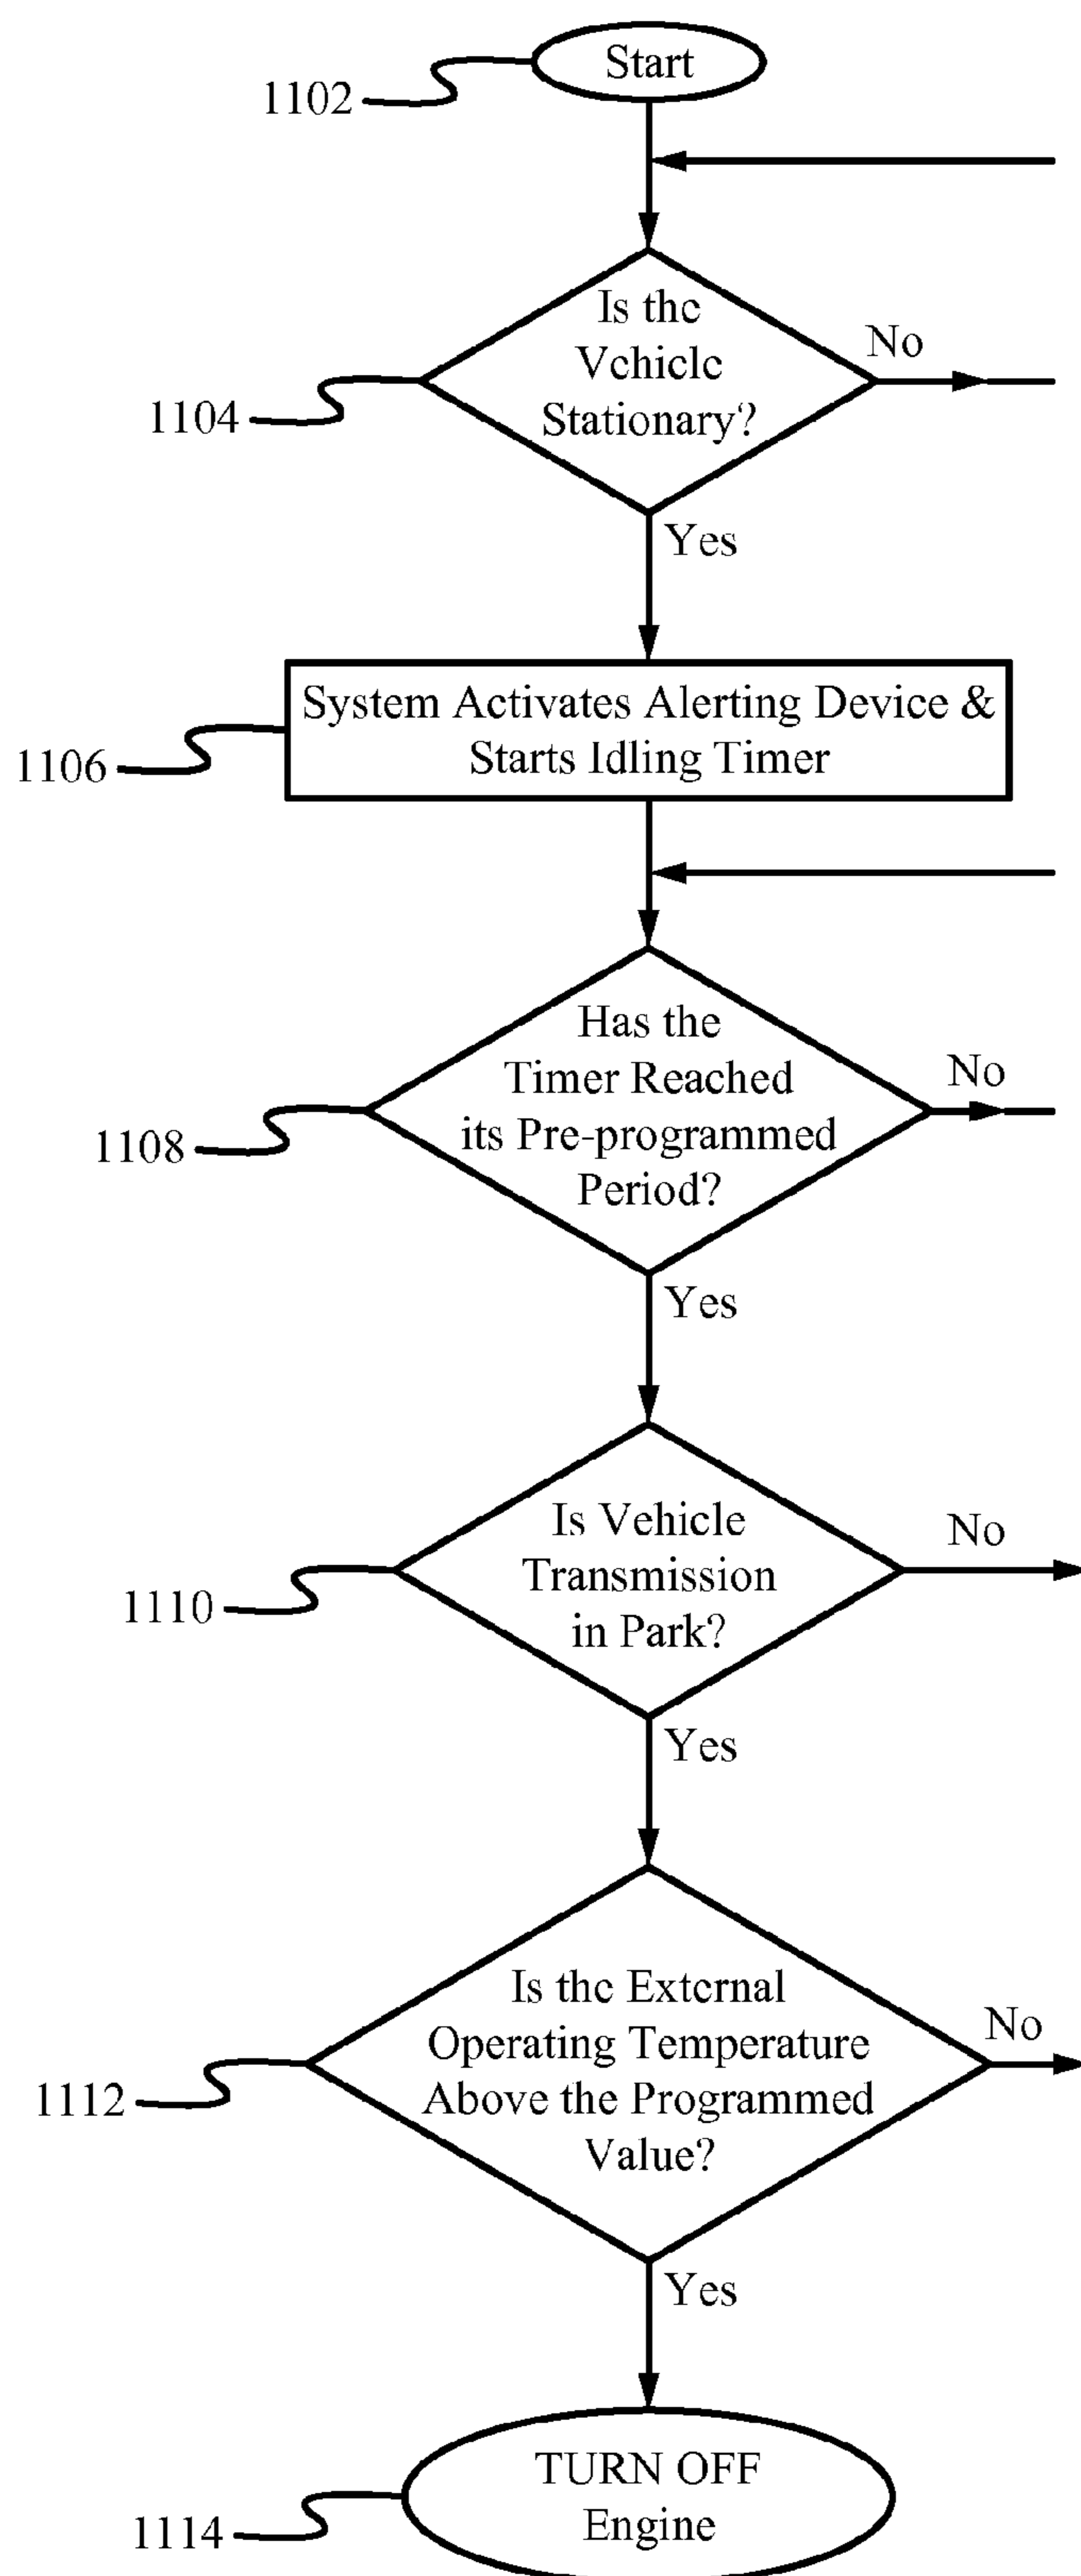 Start
1102
Is the
Vehicle
Stationary?
No
1104
Yes
System Activates Alerting Device &
Starts Idling Timer
1106
Has the
Timer Reached
its Pre-programmed
Period?
No
1108
Yes
Is Vehicle
Transmission
in Park?
No
1110
Yes
Is the External
Operating Temperature
Above the Programmed
Value?
No
1112
Yes
TURN OFF
Engine
1114